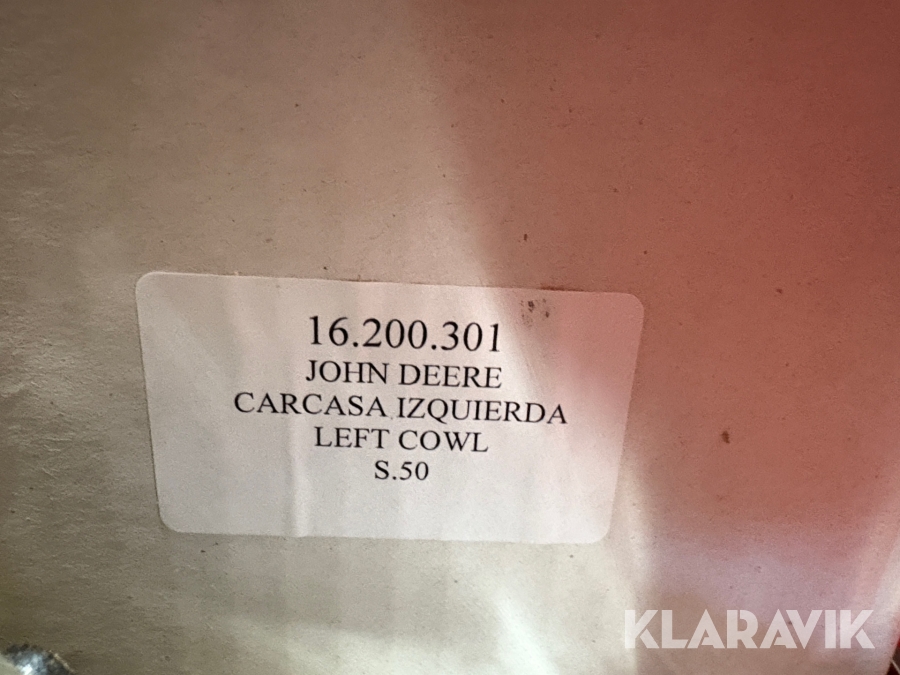 16.200.301
JOHN DEERE
CARCASA IZQUIERDA
LEFT COWL
S.50
KLARAVIK